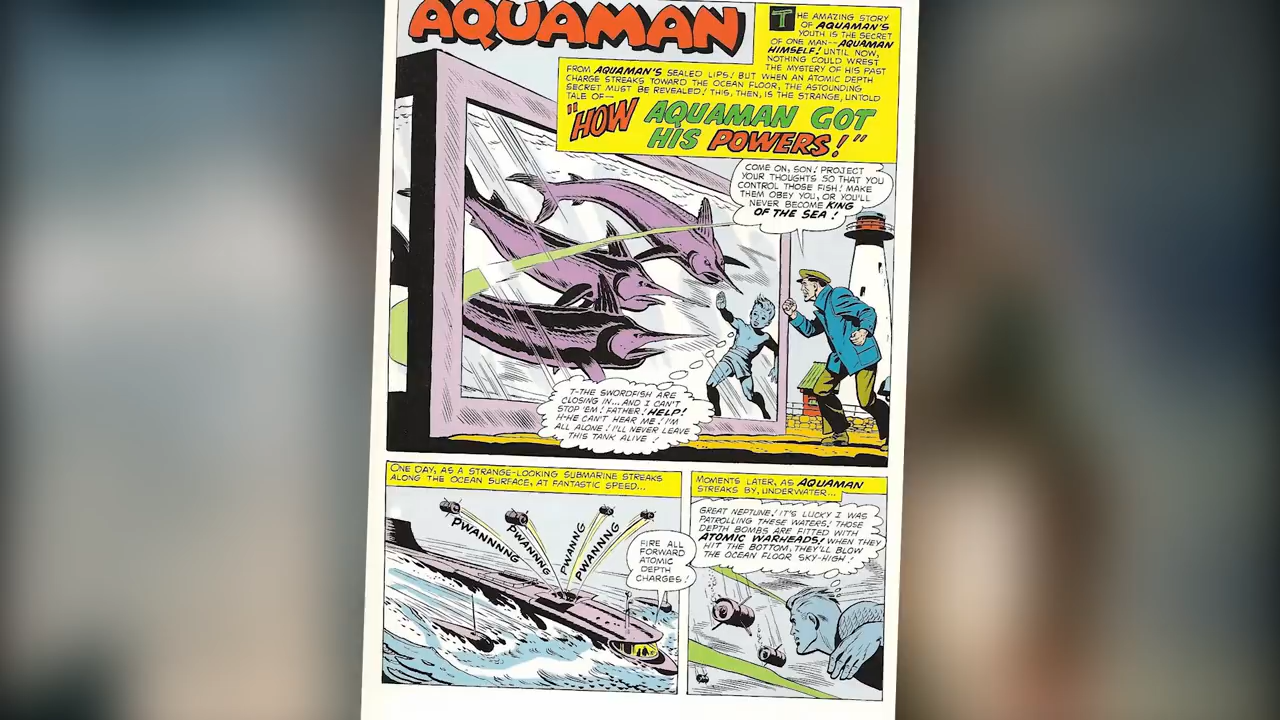 AQUAMAN
THE AMAZING STORY
OF AQUAMAN'S
YOUTH IS THE SECRET
OF ONE MAN--AQUAMAN
HIMSELF! UNTIL NOW,
NOTHING COULD WREST
THE MYSTERY OF HIS PAST
FROM AQUAMAN'S SEALED LIPS! BUT WHEN AN ATOMIC DEPTH
CHARGE STREAKS TOWARD THE OCEAN FLOOR, THE ASTOUNDING
SECRET MUST BE REVEALED! THIS, THEN, IS THE STRANGE, UNTOLD
TALE OF--
"HOW AQUAMAN GOT
HIS POWERS!"
COME ON, SON! PROJECT
YOUR THOUGHTS SO THAT YOU
CONTROL THOSE FISH! MAKE
THEM OBEY YOU, OR YOU'LL
NEVER BECOME KING
OF THE SEA!
T-THE SWORDFISH ARE
CLOSING IN... AND I CAN'T
STOP 'EM! FATHER! HELP!
H-HE CAN'T HEAR ME! I'M
ALL ALONE! I'LL NEVER LEAVE
THIS TANK ALIVE!
ONE DAY, AS A STRANGE-LOOKING SUBMARINE STREAKS
ALONG THE OCEAN SURFACE, AT FANTASTIC SPEED...
PWANNNNG
PWANNNG
PWANNG
PWANNNG
FIRE ALL
FORWARD
ATOMIC
DEPTH
CHARGES!
MOMENTS LATER, AS AQUAMAN
STREAKS BY, UNDERWATER...
GREAT NEPTUNE! IT'S LUCKY I WAS
PATROLLING THESE WATERS! THOSE
DEPTH BOMBS ARE FITTED WITH
ATOMIC WARHEADS! WHEN THEY
HIT THE BOTTOM, THEY'LL BLOW
THE OCEAN FLOOR SKY-HIGH!